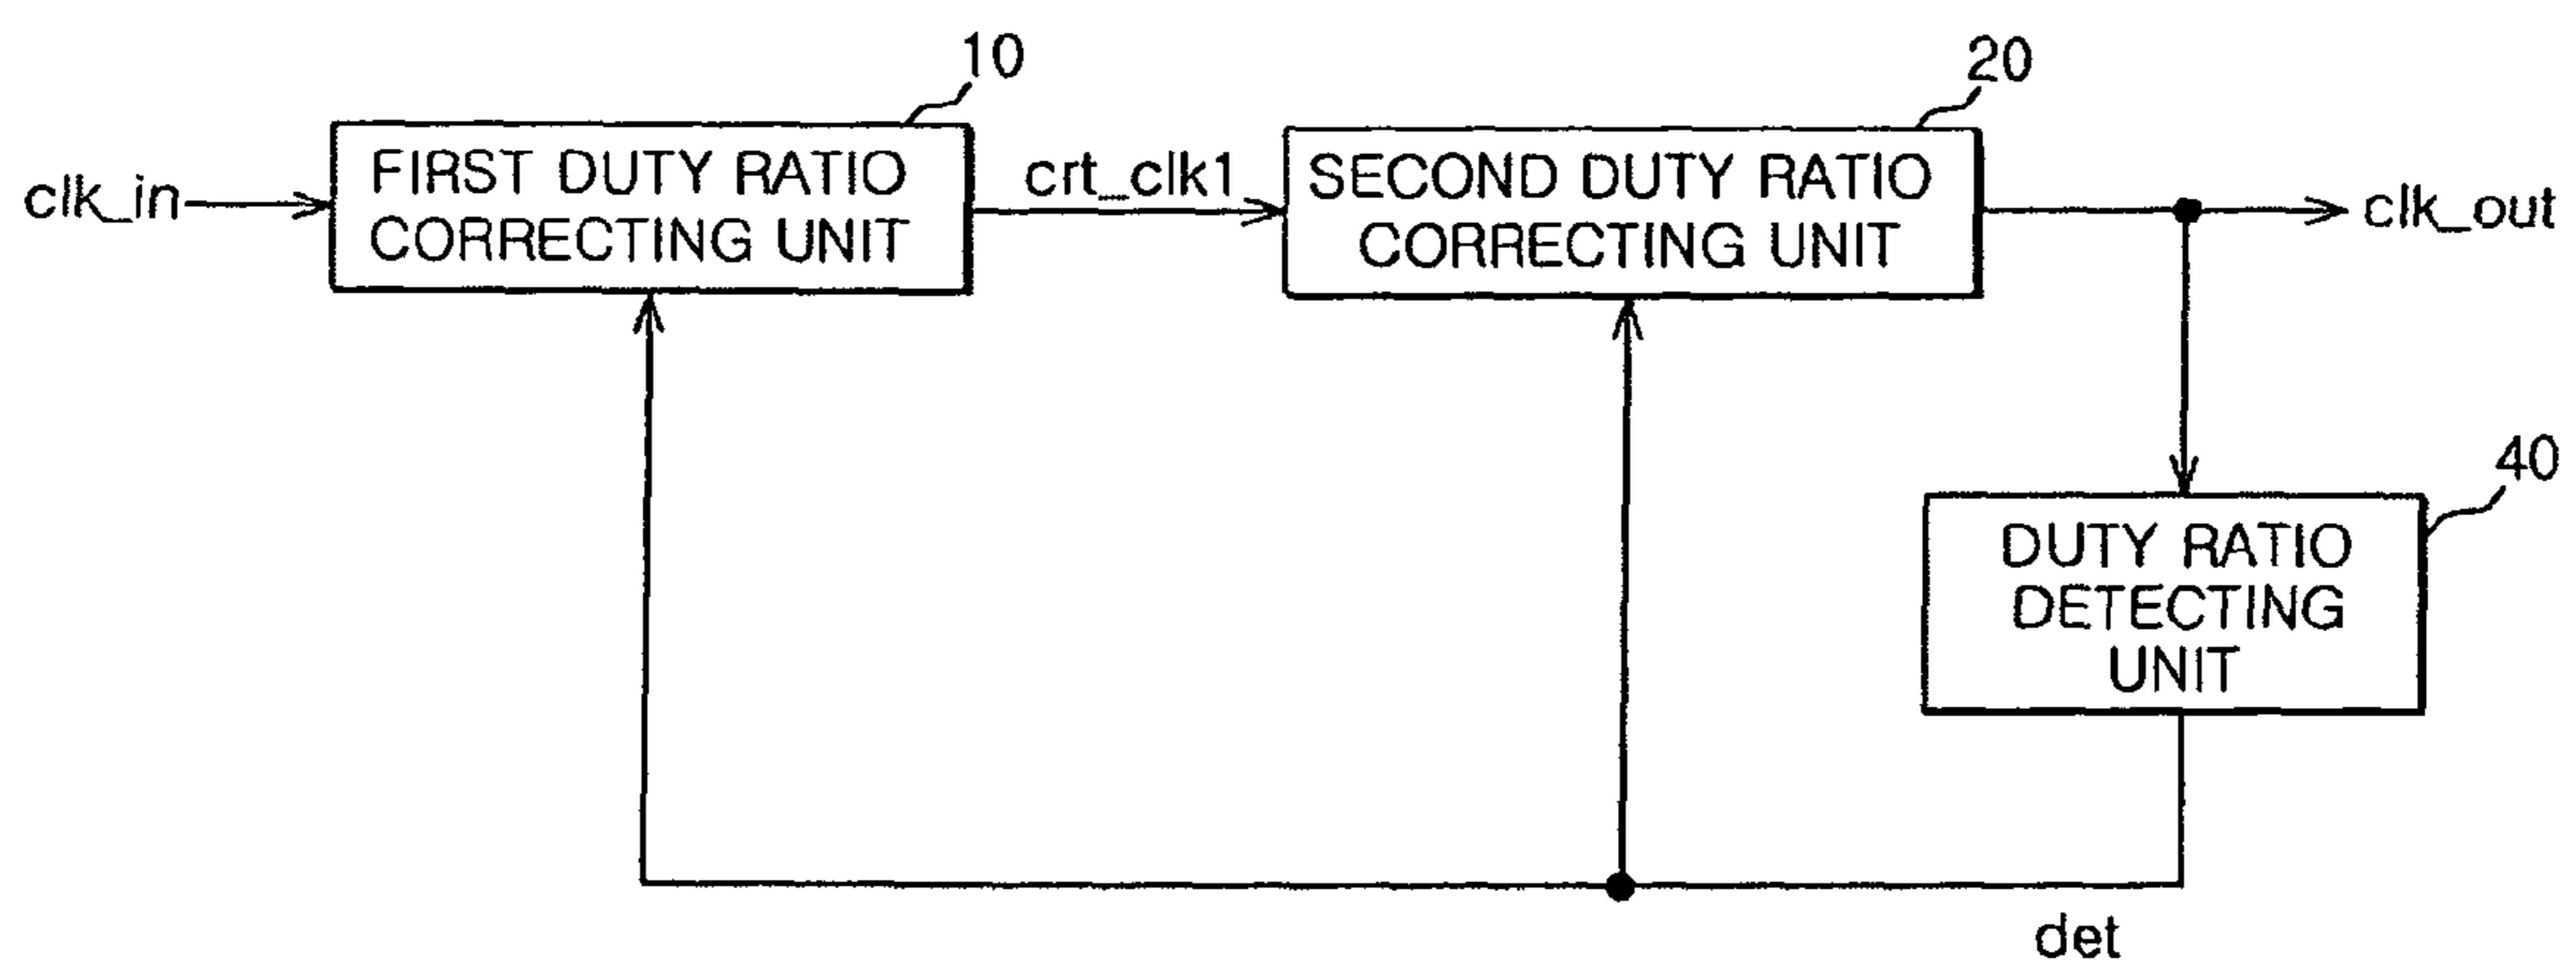 10
20
clk_in
FIRST DUTY RATIO
CORRECTING UNIT
crt_clk1
SECOND DUTY RATIO
CORRECTING UNIT
clk_out
40
DUTY RATIO
DETECTING
UNIT
det